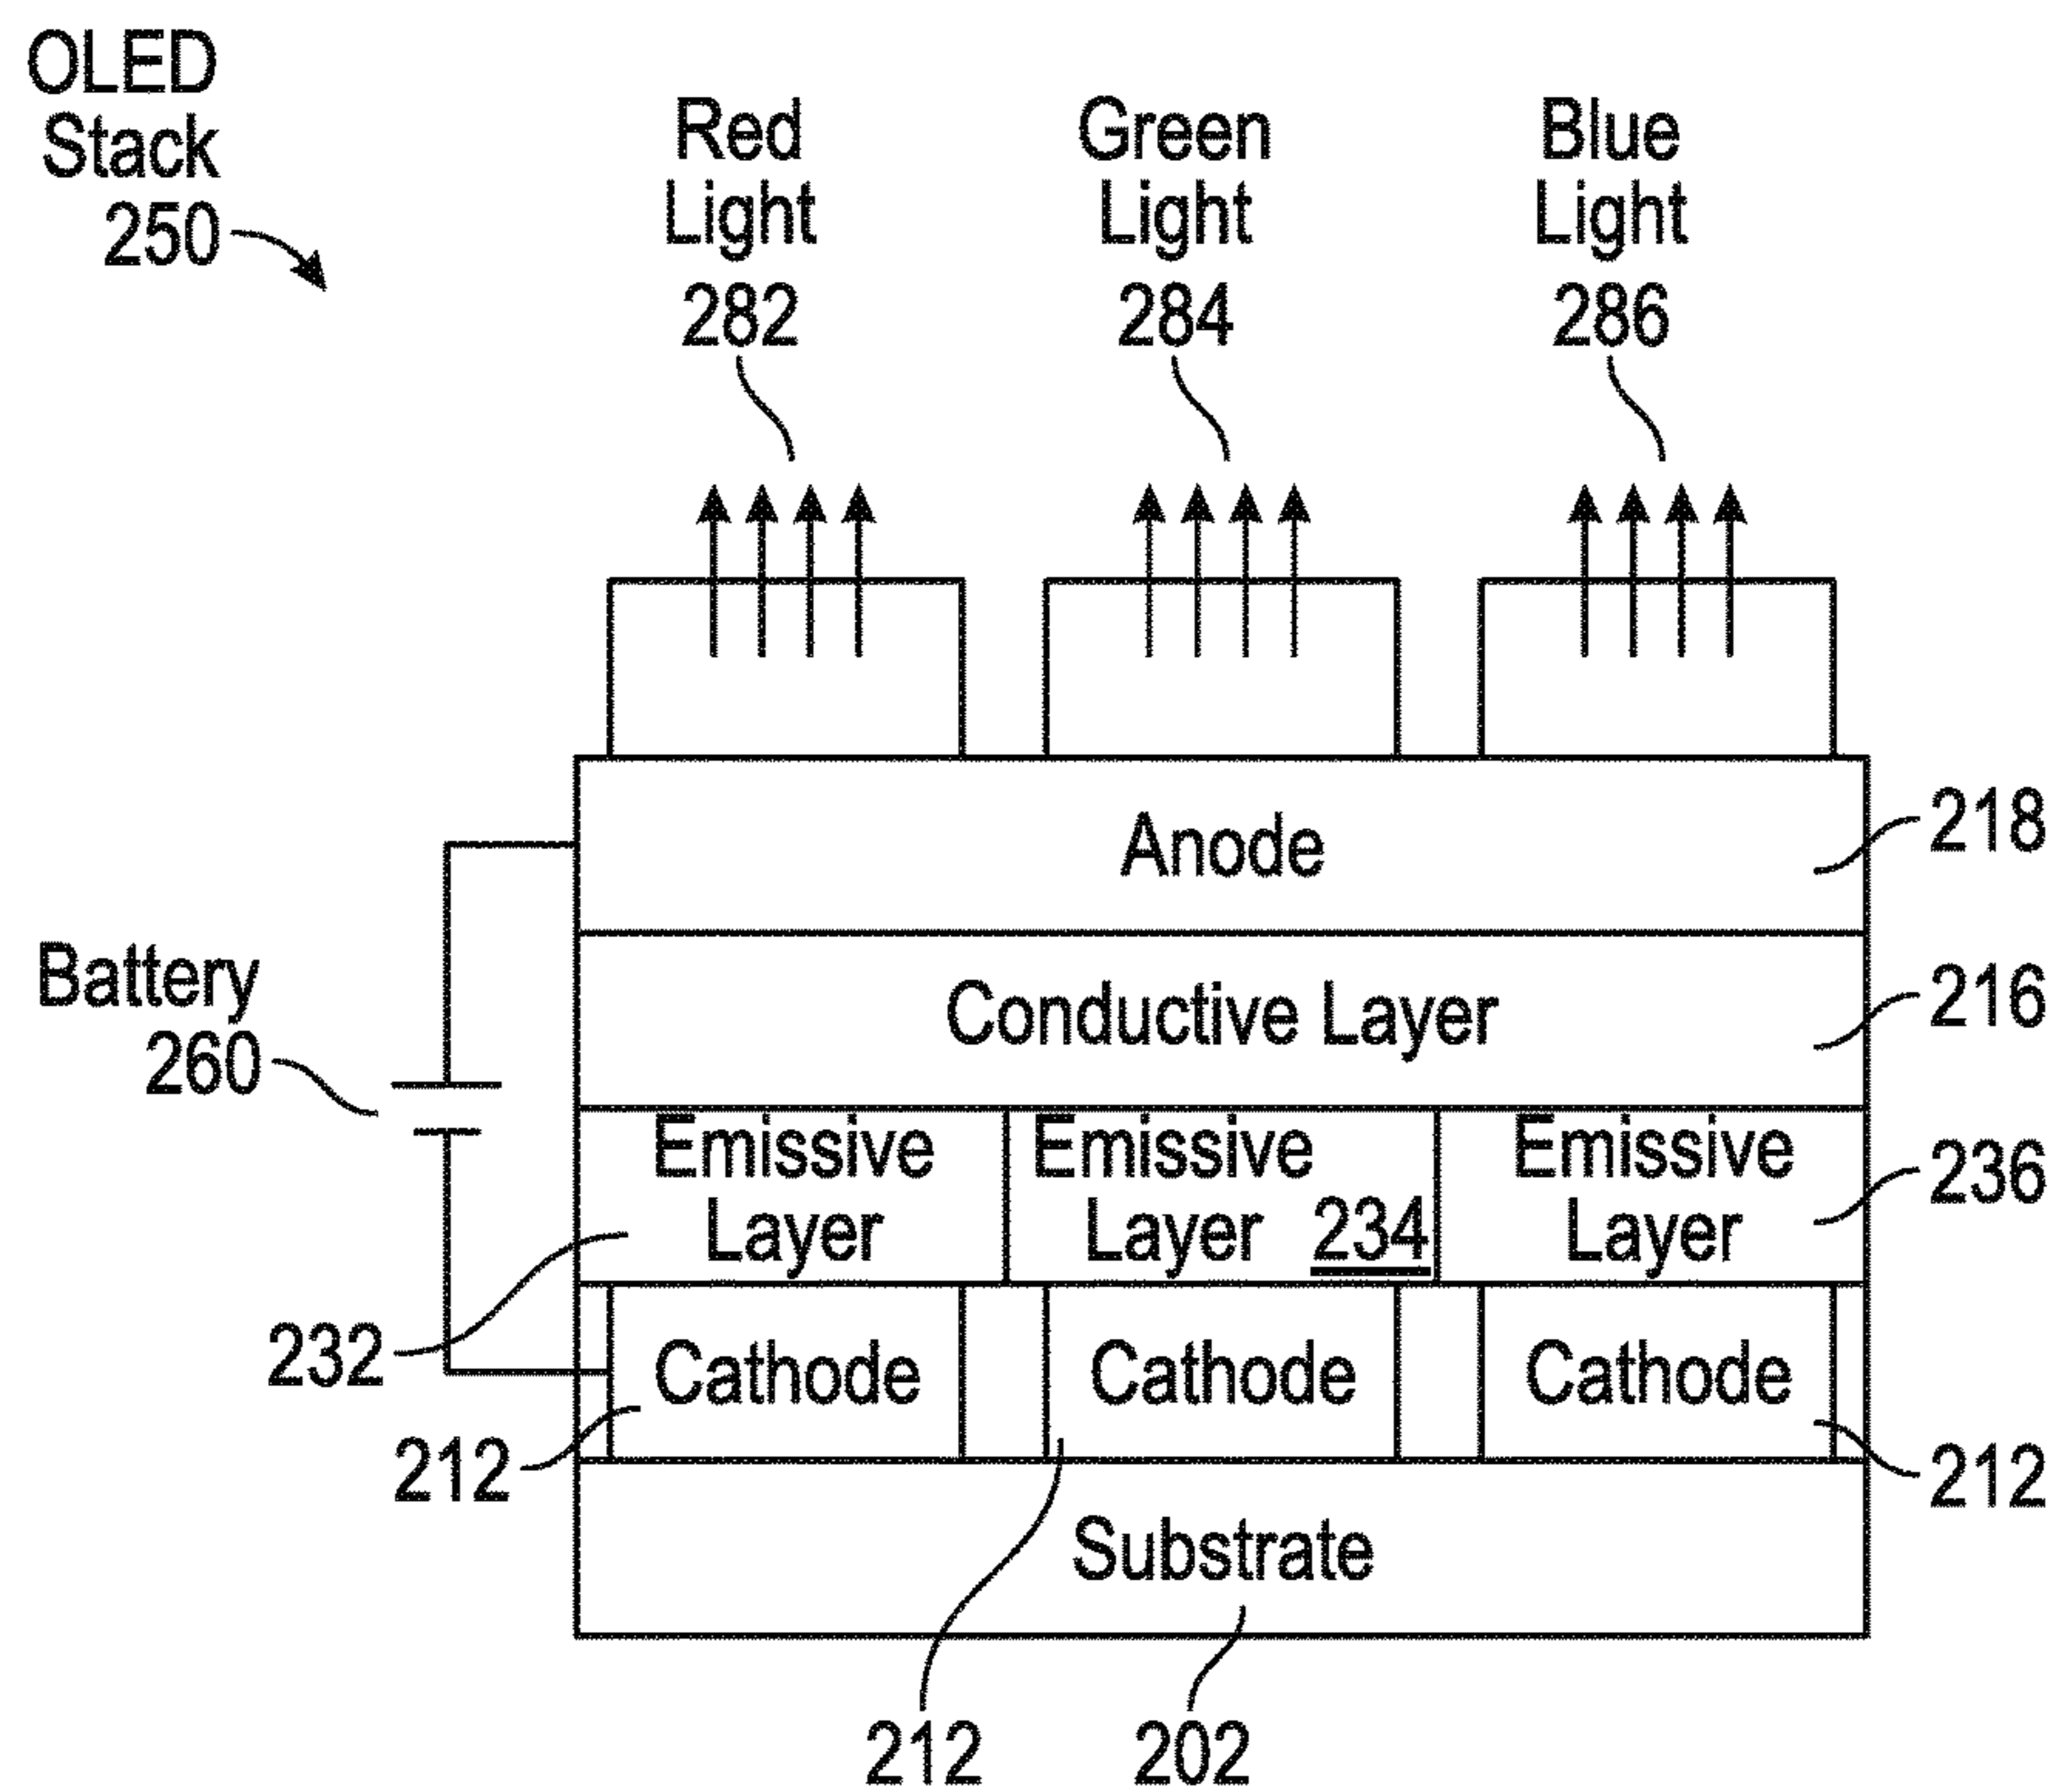 OLED
Stack
250
Red
Light
282
Green
Light
284
Blue
Light
286
Anode
218
Battery
260
Conductive Layer
216
Emissive
Layer
232
Emissive
Layer 234
Emissive
Layer
236
Cathode
212
Cathode
212
Cathode
212
Substrate
202